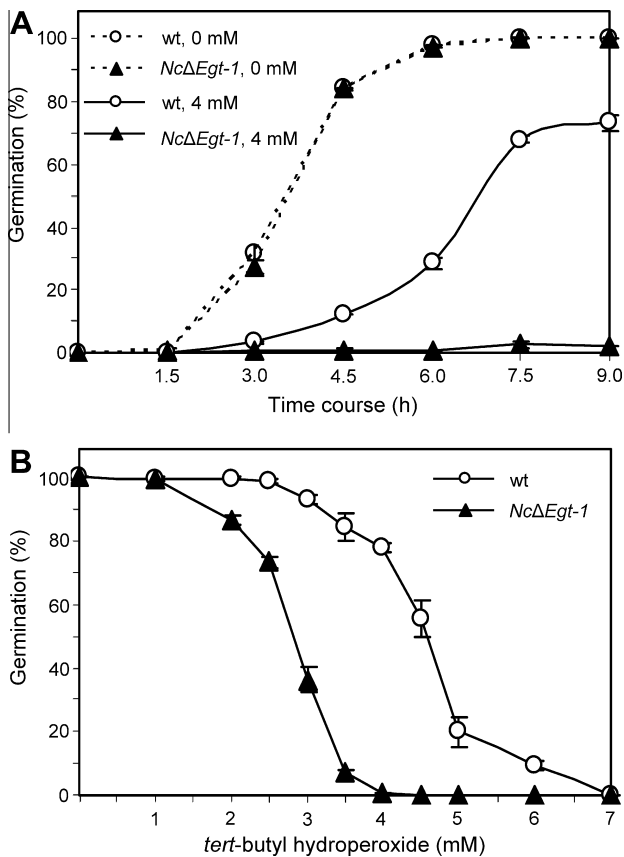 A
wt, 0 mM
NcΔEgt-1, 0 mM
wt, 4 mM
NcΔEgt-1, 4 mM
Germination (%)
100
80
60
40
20
0
1.5 3.0 4.5 6.0 7.5 9.0
Time course (h)
B
wt
NcΔEgt-1
Germination (%)
100
80
60
40
20
0
1 2 3 4 5 6 7
tert-butyl hydroperoxide (mM)